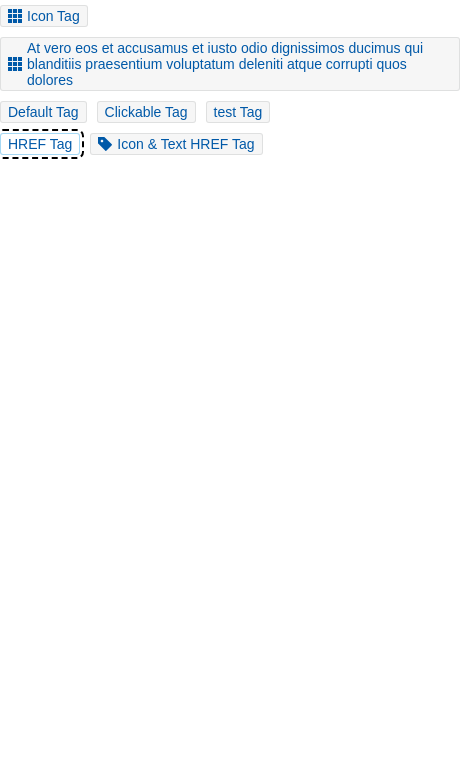 Icon Tag
At vero eos et accusamus et iusto odio dignissimos ducimus qui
blanditiis praesentium voluptatum deleniti atque corrupti quos
dolores
Default Tag Clickable Tag test Tag
HREF Tag Icon & Text HREF Tag